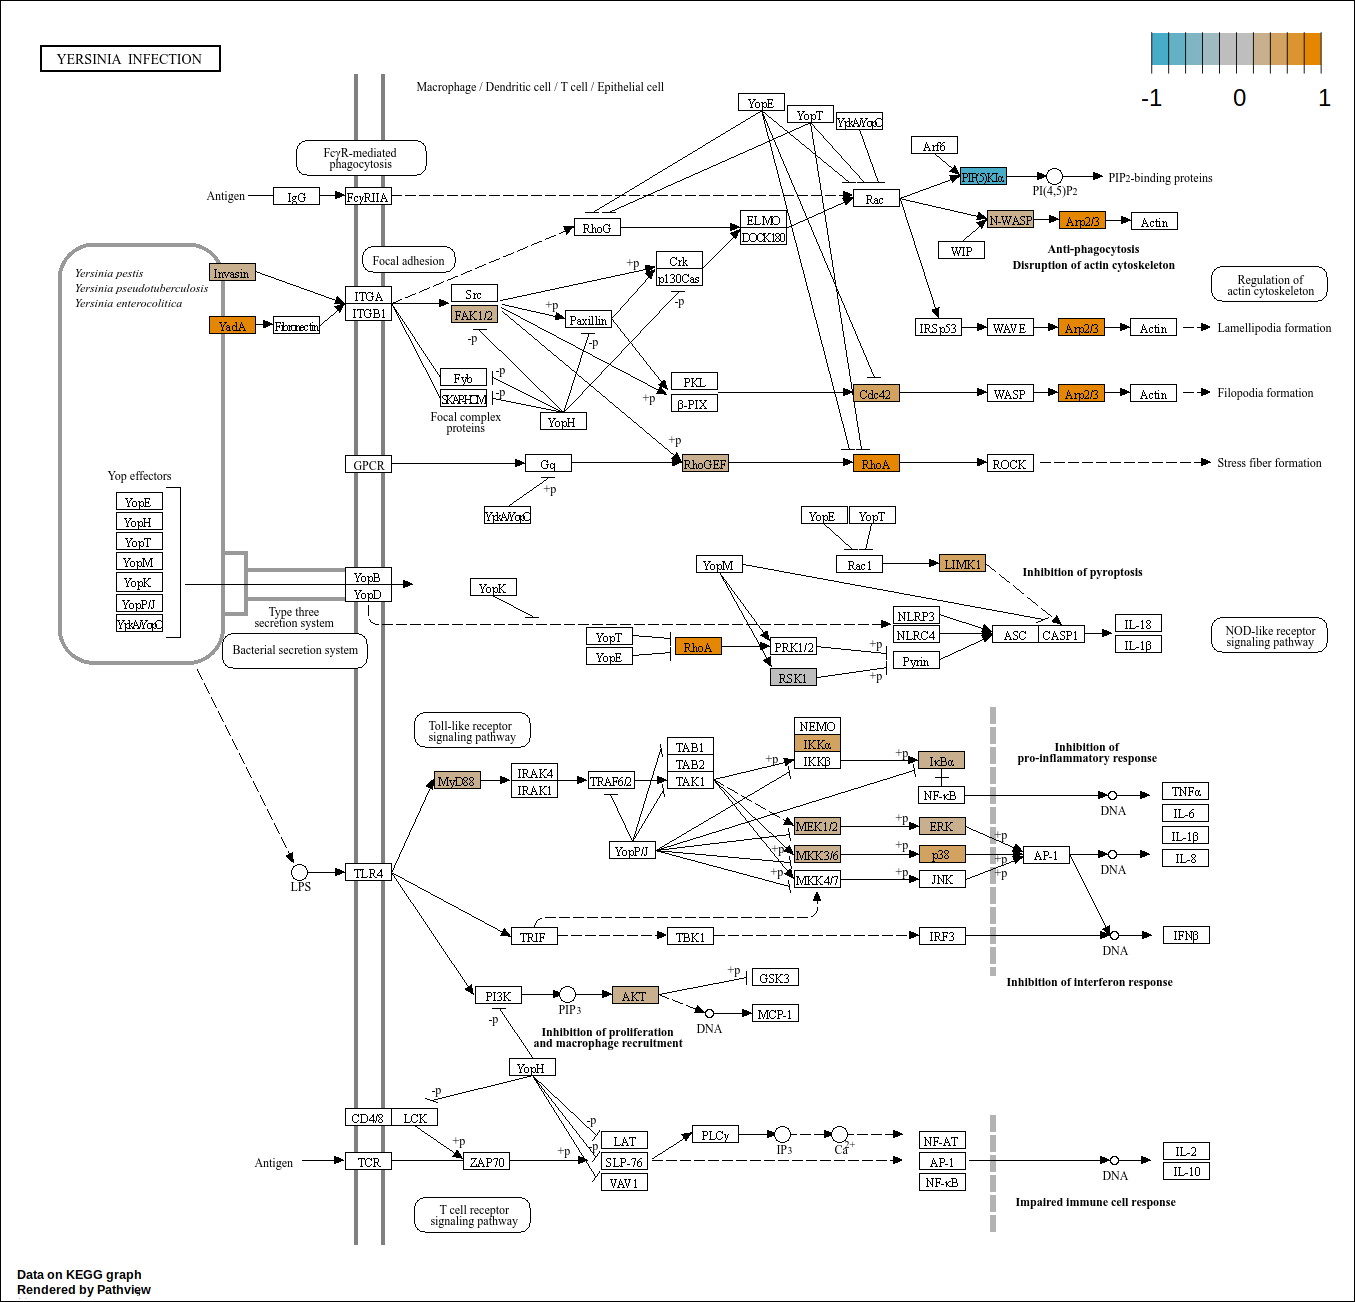 YERSINIA INFECTION
-1 0 1
Macrophage / Dendritic cell / T cell / Epithelial cell
YopE
YopT
YpkA/YopO
FcγR-mediated
phagocytosis
Arf6
Antigen
IgG
FcγRIIA
Rac
PIP(5)KIα
PI(4,5)P2
PIP2-binding proteins
RhoG
ELMO
DOCK180
N-WASP
Arp2/3
Actin
WIP
Anti-phagocytosis
Disruption of actin cytoskeleton
Focal adhesion
Yersinia pestis
Yersinia pseudotuberculosis
Yersinia enterocolitica
Invasin
YadA
Fibronectin
ITGA
ITGB1
Src
FAK1/2
Crk
p130Cas
+p
+p
-p
Paxillin
-p
-p
Regulation of
actin cytoskeleton
IRSp53
WAVE
Arp2/3
Actin
Lamellipodia formation
Fyb
SKAP-HOM
-p
-p
Focal complex
proteins
YopH
PKL
β-PIX
+p
Cdc42
WASP
Arp2/3
Actin
Filopodia formation
+p
GPCR
Gq
RhoGEF
RhoA
ROCK
Stress fiber formation
+p
YpkA/YopO
Yop effectors
YopE
YopH
YopT
YopM
YopK
YopP/J
YpkA/YopO
YopB
YopD
Type three
secretion system
Bacterial secretion system
YopK
YopE
YopT
YopM
Rac1
LIMK1
Inhibition of pyroptosis
NLRP3
NLRC4
Pyrin
ASC
CASP1
IL-18
IL-1β
NOD-like receptor
signaling pathway
YopT
YopE
RhoA
PRK1/2
RSK1
+p
+p
Toll-like receptor
signaling pathway
MyD88
IRAK4
IRAK1
TRAF6/2
TAB1
TAB2
TAK1
NEMO
IKKα
IKKβ
+p
+p
IκBα
NF-κB
Inhibition of
pro-inflammatory response
DNA
TNFα
IL-6
IL-1β
IL-8
YopP/J
MEK1/2
MKK3/6
MKK4/7
+p
+p
+p
+p
+p
ERK
p38
JNK
+p
+p
+p
AP-1
DNA
LPS
TLR4
TRIF
TBK1
IRF3
DNA
IFNβ
Inhibition of interferon response
PI3K
PIP3
AKT
+p
GSK3
DNA
MCP-1
-p
Inhibition of proliferation
and macrophage recruitment
YopH
-p
CD4/8
LCK
+p
Antigen
TCR
ZAP70
+p
-p
-p
LAT
SLP-76
VAV1
PLCγ
IP3
Ca2+
NF-AT
AP-1
NF-κB
DNA
IL-2
IL-10
Impaired immune cell response
T cell receptor
signaling pathway
Data on KEGG graph
Rendered by Pathview